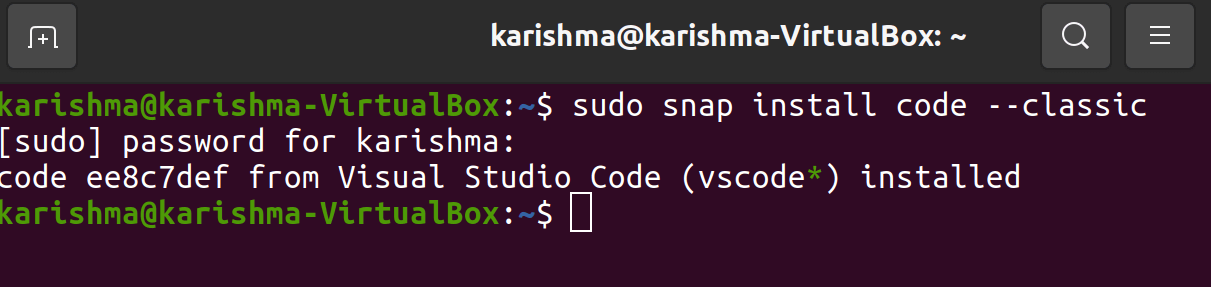 karishma@karishma-VirtualBox: ~
karishma@karishma-VirtualBox:~$ sudo snap install code --classic
[sudo] password for karishma:
code ee8c7def from Visual Studio Code (vscode*) installed
karishma@karishma-VirtualBox:~$